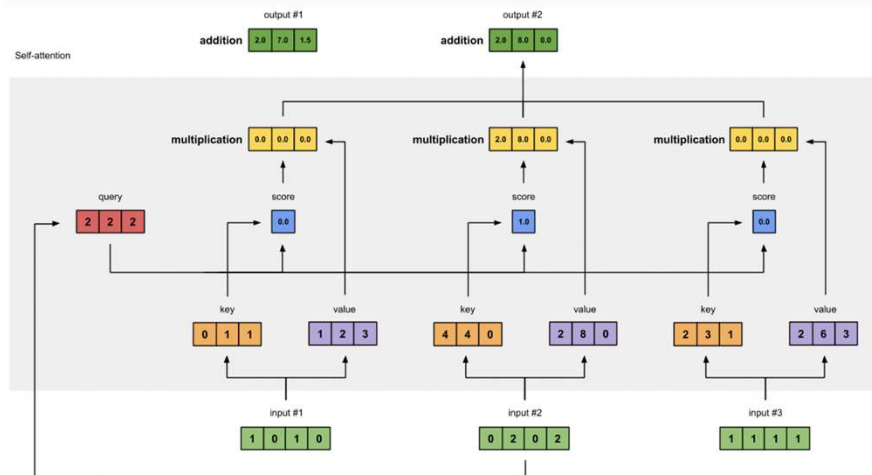 output #1 output #2
addition 2.0 7.0 1.5 addition 2.0 8.0 0.0
Self-attention
multiplication 0.0 0.0 0.0 multiplication 2.0 8.0 0.0 multiplication 0.0 0.0 0.0
query score score score
2 2 2 0.0 1.0 0.0
key value key value key value
0 1 1 1 2 3 4 4 0 2 8 0 2 3 1 2 6 3
input #1 input #2 input #3
1 0 1 0 0 2 0 2 1 1 1 1